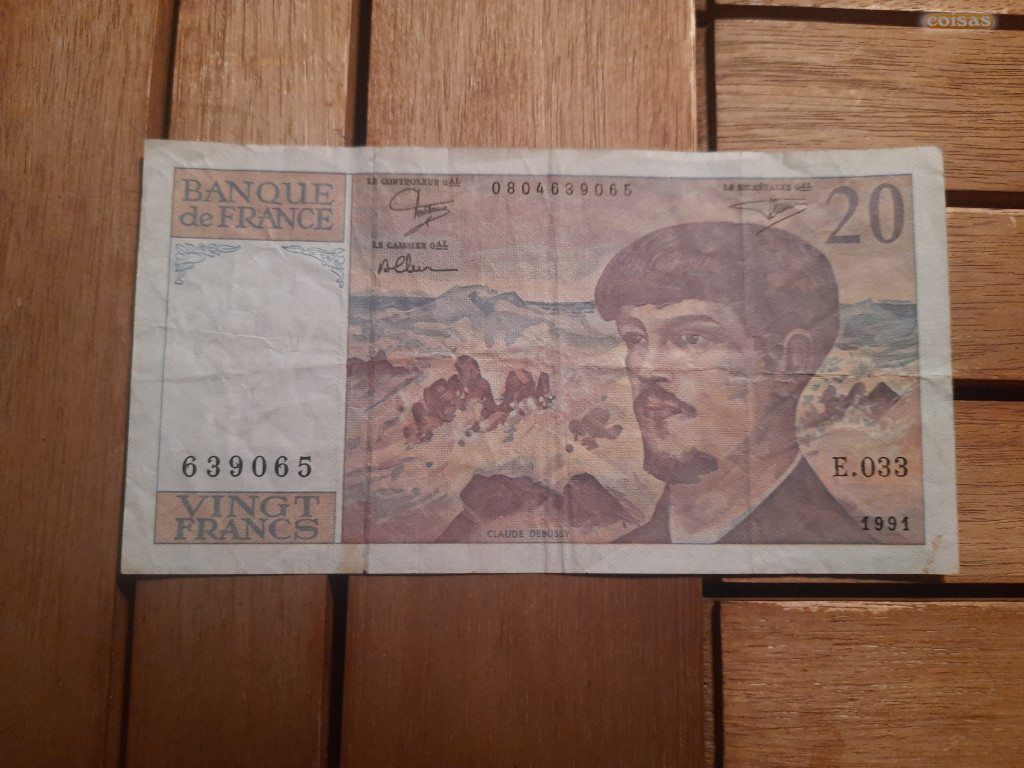 coisas
BANQUE
de FRANCE
LE CONTROLEUR GAL
0804639065
LE SECRÉTAIRE GAL
20
LE CAISSIER GAL
639065
E.033
VINGT
FRANCS
1991
CLAUDE DEBUSSY